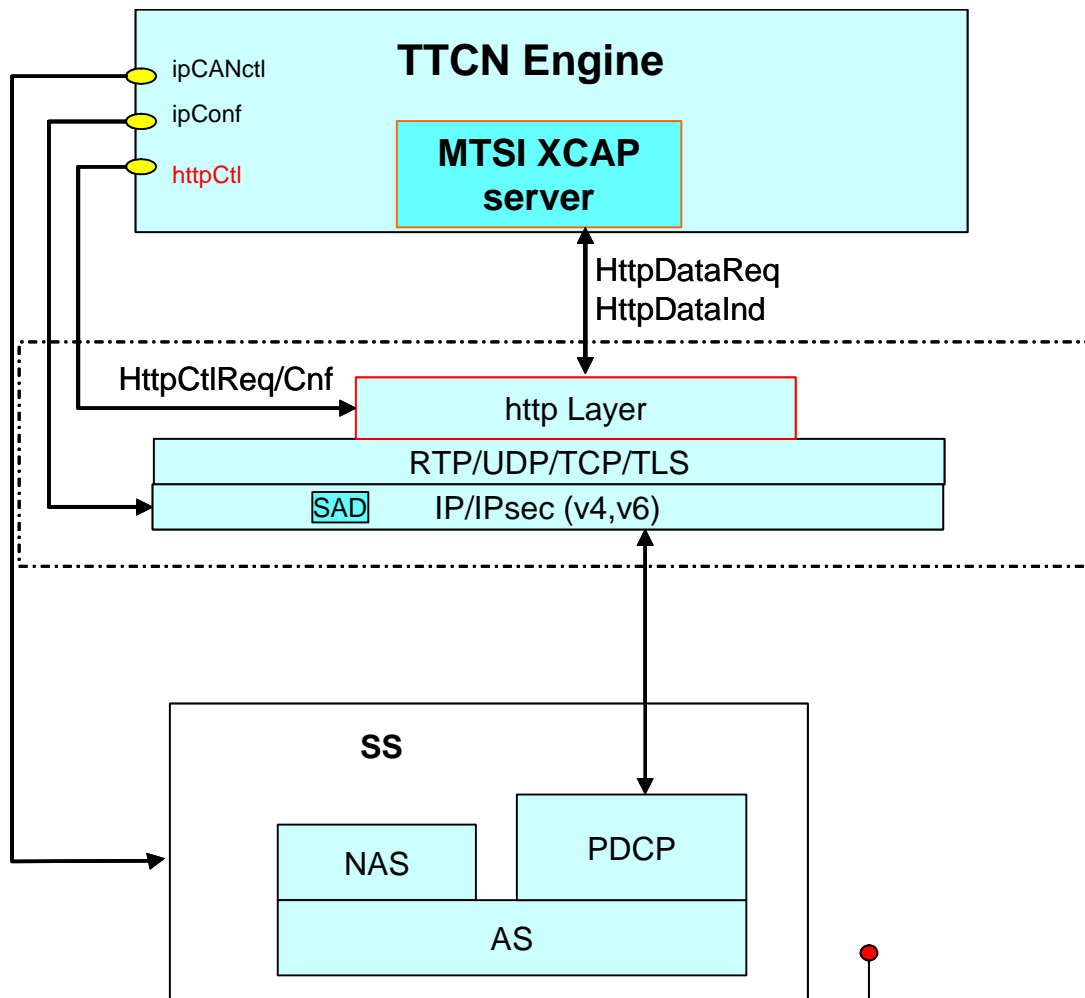 TTCN Engine
ipCANctl
ipConf
httpCtl
MTSI XCAP
server
HttpDataReq
HttpDataInd
HttpCtlReq/Cnf
http Layer
RTP/UDP/TCP/TLS
SAD
IP/IPsec (v4,v6)
SS
NAS
PDCP
AS